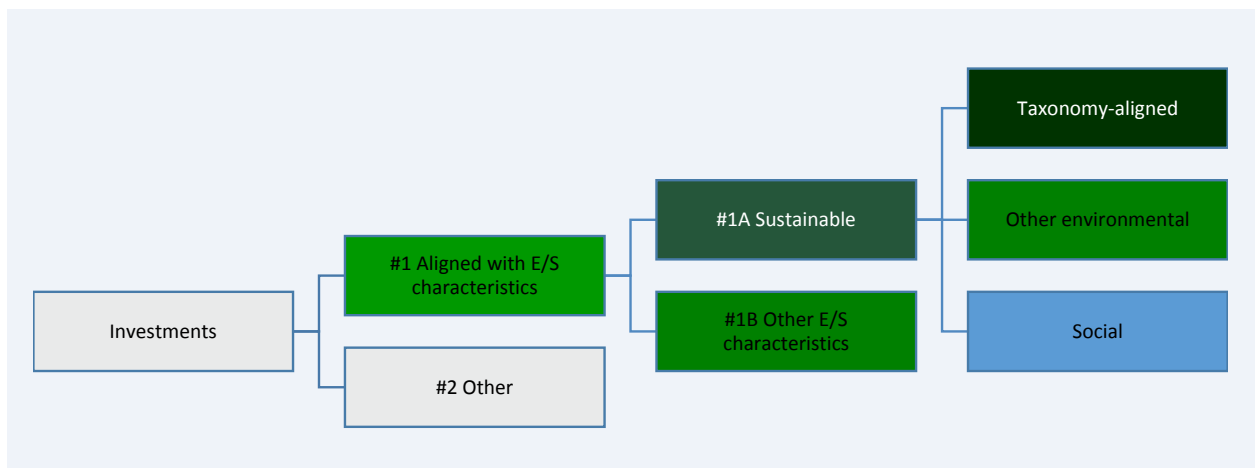 Investments
#1 Aligned with E/S
characteristics
#2 Other
#1A Sustainable
#1B Other E/S
characteristics
Taxonomy-aligned
Other environmental
Social